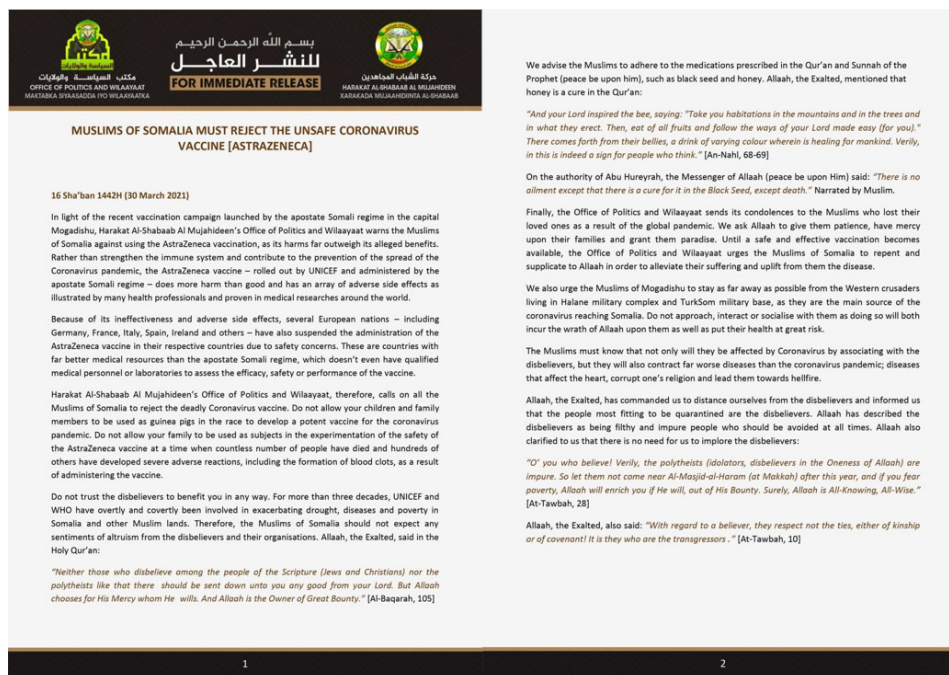 مكتب السياسـة والولايات
OFFICE OF POLITICS AND WILAAYAAT
MAKTABKA SIYAASADDA IYO WILAAYAATKA
بسـم اللّه الرحمـن الرحيـم
للنشـر العاجـل
FOR IMMEDIATE RELEASE
حركة الشباب المجاهدين
HARAKAT AL-SHABAAB AL MUJAHIDEEN
XARAKADA MUJAAHIDIINTA AL-SHABAAB
MUSLIMS OF SOMALIA MUST REJECT THE UNSAFE CORONAVIRUS
VACCINE [ASTRAZENECA]
16 Sha'ban 1442H (30 March 2021)
In light of the recent vaccination campaign launched by the apostate Somali regime in the capital
Mogadishu, Harakat Al-Shabaab Al Mujahideen's Office of Politics and Wilaayaat warns the Muslims
of Somalia against using the AstraZeneca vaccination, as its harms far outweigh its alleged benefits.
Rather than strengthen the immune system and contribute to the prevention of the spread of the
Coronavirus pandemic, the AstraZeneca vaccine – rolled out by UNICEF and administered by the
apostate Somali regime – does more harm than good and has an array of adverse side effects as
illustrated by many health professionals and proven in medical researches around the world.
Because of its ineffectiveness and adverse side effects, several European nations – including
Germany, France, Italy, Spain, Ireland and others – have also suspended the administration of the
AstraZeneca vaccine in their respective countries due to safety concerns. These are countries with
far better medical resources than the apostate Somali regime, which doesn't even have qualified
medical personnel or laboratories to assess the efficacy, safety or performance of the vaccine.
Harakat Al-Shabaab Al Mujahideen's Office of Politics and Wilaayaat, therefore, calls on all the
Muslims of Somalia to reject the deadly Coronavirus vaccine. Do not allow your children and family
members to be used as guinea pigs in the race to develop a potent vaccine for the coronavirus
pandemic. Do not allow your family to be used as subjects in the experimentation of the safety of
the AstraZeneca vaccine at a time when countless number of people have died and hundreds of
others have developed severe adverse reactions, including the formation of blood clots, as a result
of administering the vaccine.
Do not trust the disbelievers to benefit you in any way. For more than three decades, UNICEF and
WHO have overtly and covertly been involved in exacerbating drought, diseases and poverty in
Somalia and other Muslim lands. Therefore, the Muslims of Somalia should not expect any
sentiments of altruism from the disbelievers and their organisations. Allaah, the Exalted, said in the
Holy Qur'an:
"Neither those who disbelieve among the people of the Scripture (Jews and Christians) nor the
polytheists like that there should be sent down unto you any good from your Lord. But Allaah
chooses for His Mercy whom He wills. And Allaah is the Owner of Great Bounty." [Al-Baqarah, 105]
1
We advise the Muslims to adhere to the medications prescribed in the Qur'an and Sunnah of the
Prophet (peace be upon him), such as black seed and honey. Allaah, the Exalted, mentioned that
honey is a cure in the Qur'an:
"And your Lord inspired the bee, saying: "Take you habitations in the mountains and in the trees and
in what they erect. Then, eat of all fruits and follow the ways of your Lord made easy (for you)."
There comes forth from their bellies, a drink of varying colour wherein is healing for mankind. Verily,
in this is indeed a sign for people who think." [An-Nahl, 68-69]
On the authority of Abu Hureyrah, the Messenger of Allaah (peace be upon Him) said: "There is no
ailment except that there is a cure for it in the Black Seed, except death." Narrated by Muslim.
Finally, the Office of Politics and Wilaayaat sends its condolences to the Muslims who lost their
loved ones as a result of the global pandemic. We ask Allaah to give them patience, have mercy
upon their families and grant them paradise. Until a safe and effective vaccination becomes
available, the Office of Politics and Wilaayaat urges the Muslims of Somalia to repent and
supplicate to Allaah in order to alleviate their suffering and uplift from them the disease.
We also urge the Muslims of Mogadishu to stay as far away as possible from the Western crusaders
living in Halane military complex and TurkSom military base, as they are the main source of the
coronavirus reaching Somalia. Do not approach, interact or socialise with them as doing so will both
incur the wrath of Allaah upon them as well as put their health at great risk.
The Muslims must know that not only will they be affected by Coronavirus by associating with the
disbelievers, but they will also contract far worse diseases than the coronavirus pandemic; diseases
that affect the heart, corrupt one's religion and lead them towards hellfire.
Allaah, the Exalted, has commanded us to distance ourselves from the disbelievers and informed us
that the people most fitting to be quarantined are the disbelievers. Allaah has described the
disbelievers as being filthy and impure people who should be avoided at all times. Allaah also
clarified to us that there is no need for us to implore the disbelievers:
"O' you who believe! Verily, the polytheists (idolators, disbelievers in the Oneness of Allaah) are
impure. So let them not come near Al-Masjid-al-Haram (at Makkah) after this year, and if you fear
poverty, Allaah will enrich you if He will, out of His Bounty. Surely, Allaah is All-Knowing, All-Wise."
[At-Tawbah, 28]
Allaah, the Exalted, also said: "With regard to a believer, they respect not the ties, either of kinship
or of covenant! It is they who are the transgressors ." [At-Tawbah, 10]
2